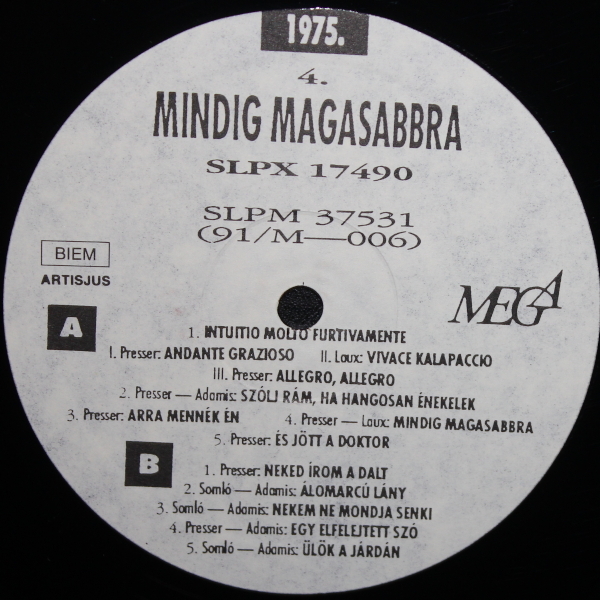 1975.
4.
MINDIG MAGASABBRA
SLPX 17490
SLPM 37531
(91/M—006)
BIEM
ARTISJUS
MEGA
A
1. INTUITIO MOLTO FURTIVAMENTE
I. Presser: ANDANTE GRAZIOSO II. Laux: VIVACE KALAPACCIO
III. Presser: ALLEGRO, ALLEGRO
2. Presser — Adamis: SZÓLJ RÁM, HA HANGOSAN ÉNEKELEK
3. Presser: ARRA MENNÉK ÉN 4. Presser — Laux: MINDIG MAGASABBRA
5. Presser: ÉS JÖTT A DOKTOR
B
1. Presser: NEKED ÍROM A DALT
2. Somló — Adamis: ÁLOMARCÚ LÁNY
3. Somló — Adamis: NEKEM NE MONDJA SENKI
4. Presser — Adamis: EGY ELFELEJTETT SZÓ
5. Somló — Adamis: ÜLÖK A JÁRDÁN